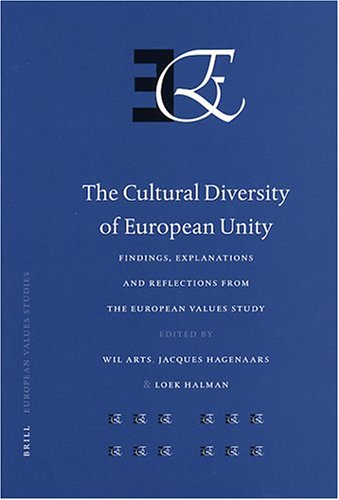 The Cultural Diversity
of European Unity
FINDINGS, EXPLANATIONS
AND REFLECTIONS FROM
THE EUROPEAN VALUES STUDY
EDITED BY
WIL ARTS, JACQUES HAGENAARS
& LOEK HALMAN
BRILL EUROPEAN VALUES STUDIES